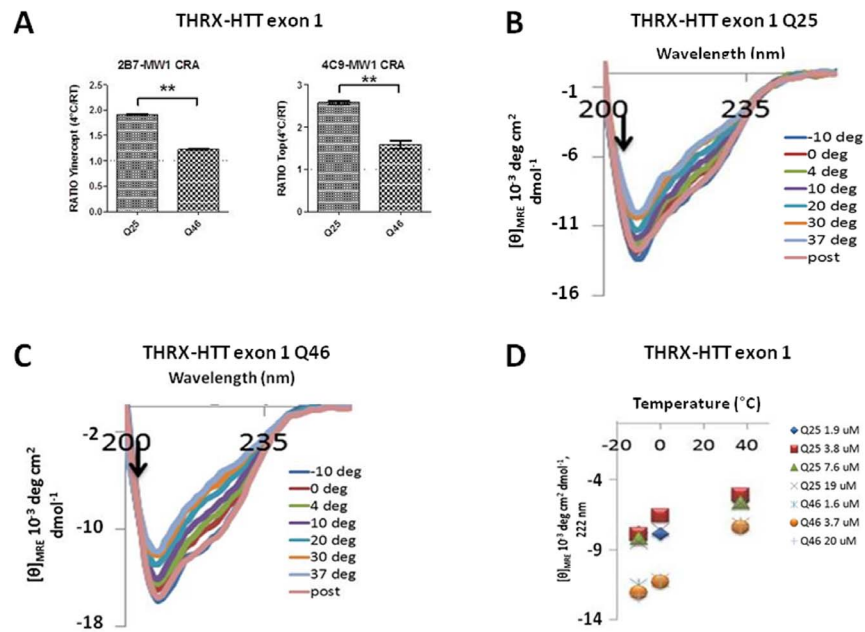 A
THRX-HTT exon 1
2B7-MW1 CRA
RATIO Yinercept (4°C/RT)
2.5
2.0
1.5
1.0
0.5
0.0
**
Q25
Q46
4C9-MW1 CRA
RATIO Top(4°C/RT)
3
2
1
0
**
Q25
Q46
B
THRX-HTT exon 1 Q25
Wavelength (nm)
-1
200
235
-6
-11
-16
[θ]MRE 10-3 deg cm2
dmol-1
-10 deg
0 deg
4 deg
10 deg
20 deg
30 deg
37 deg
post
C
THRX-HTT exon 1 Q46
Wavelength (nm)
-2
200
235
-10
-18
[θ]MRE 10-3 deg cm2
dmol-1
-10 deg
0 deg
4 deg
10 deg
20 deg
30 deg
37 deg
post
D
THRX-HTT exon 1
Temperature (°C)
-20
0
20
40
-4
-9
-14
[θ]MRE 10-3 deg cm2 dmol-1,
222 nm
Q25 1.9 uM
Q25 3.8 uM
Q25 7.6 uM
Q25 19 uM
Q46 1.6 uM
Q46 3.7 uM
Q46 20 uM